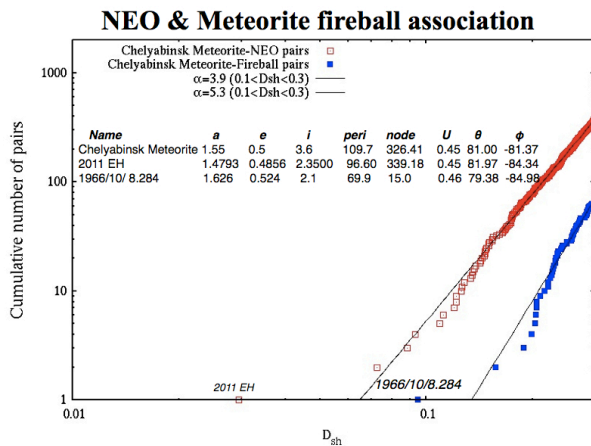 NEO & Meteorite fireball association
Chelyabinsk Meteorite-NEO pairs
Chelyabinsk Meteorite-Fireball pairs
α=3.9 (0.1<Dsh<0.3)
α=5.3 (0.1<Dsh<0.3)
Name a e i peri node U θ ϕ
Chelyabinsk Meteorite 1.55 0.5 3.6 109.7 326.41 0.45 81.00 -81.37
2011 EH 1.4793 0.4856 2.3500 96.60 339.18 0.45 81.97 -84.34
1966/10/ 8.284 1.626 0.524 2.1 69.9 15.0 0.46 79.38 -84.98
Cumulative number of pairs
1000
100
10
1
2011 EH
1966/10/8.284
0.01 0.1
D_sh